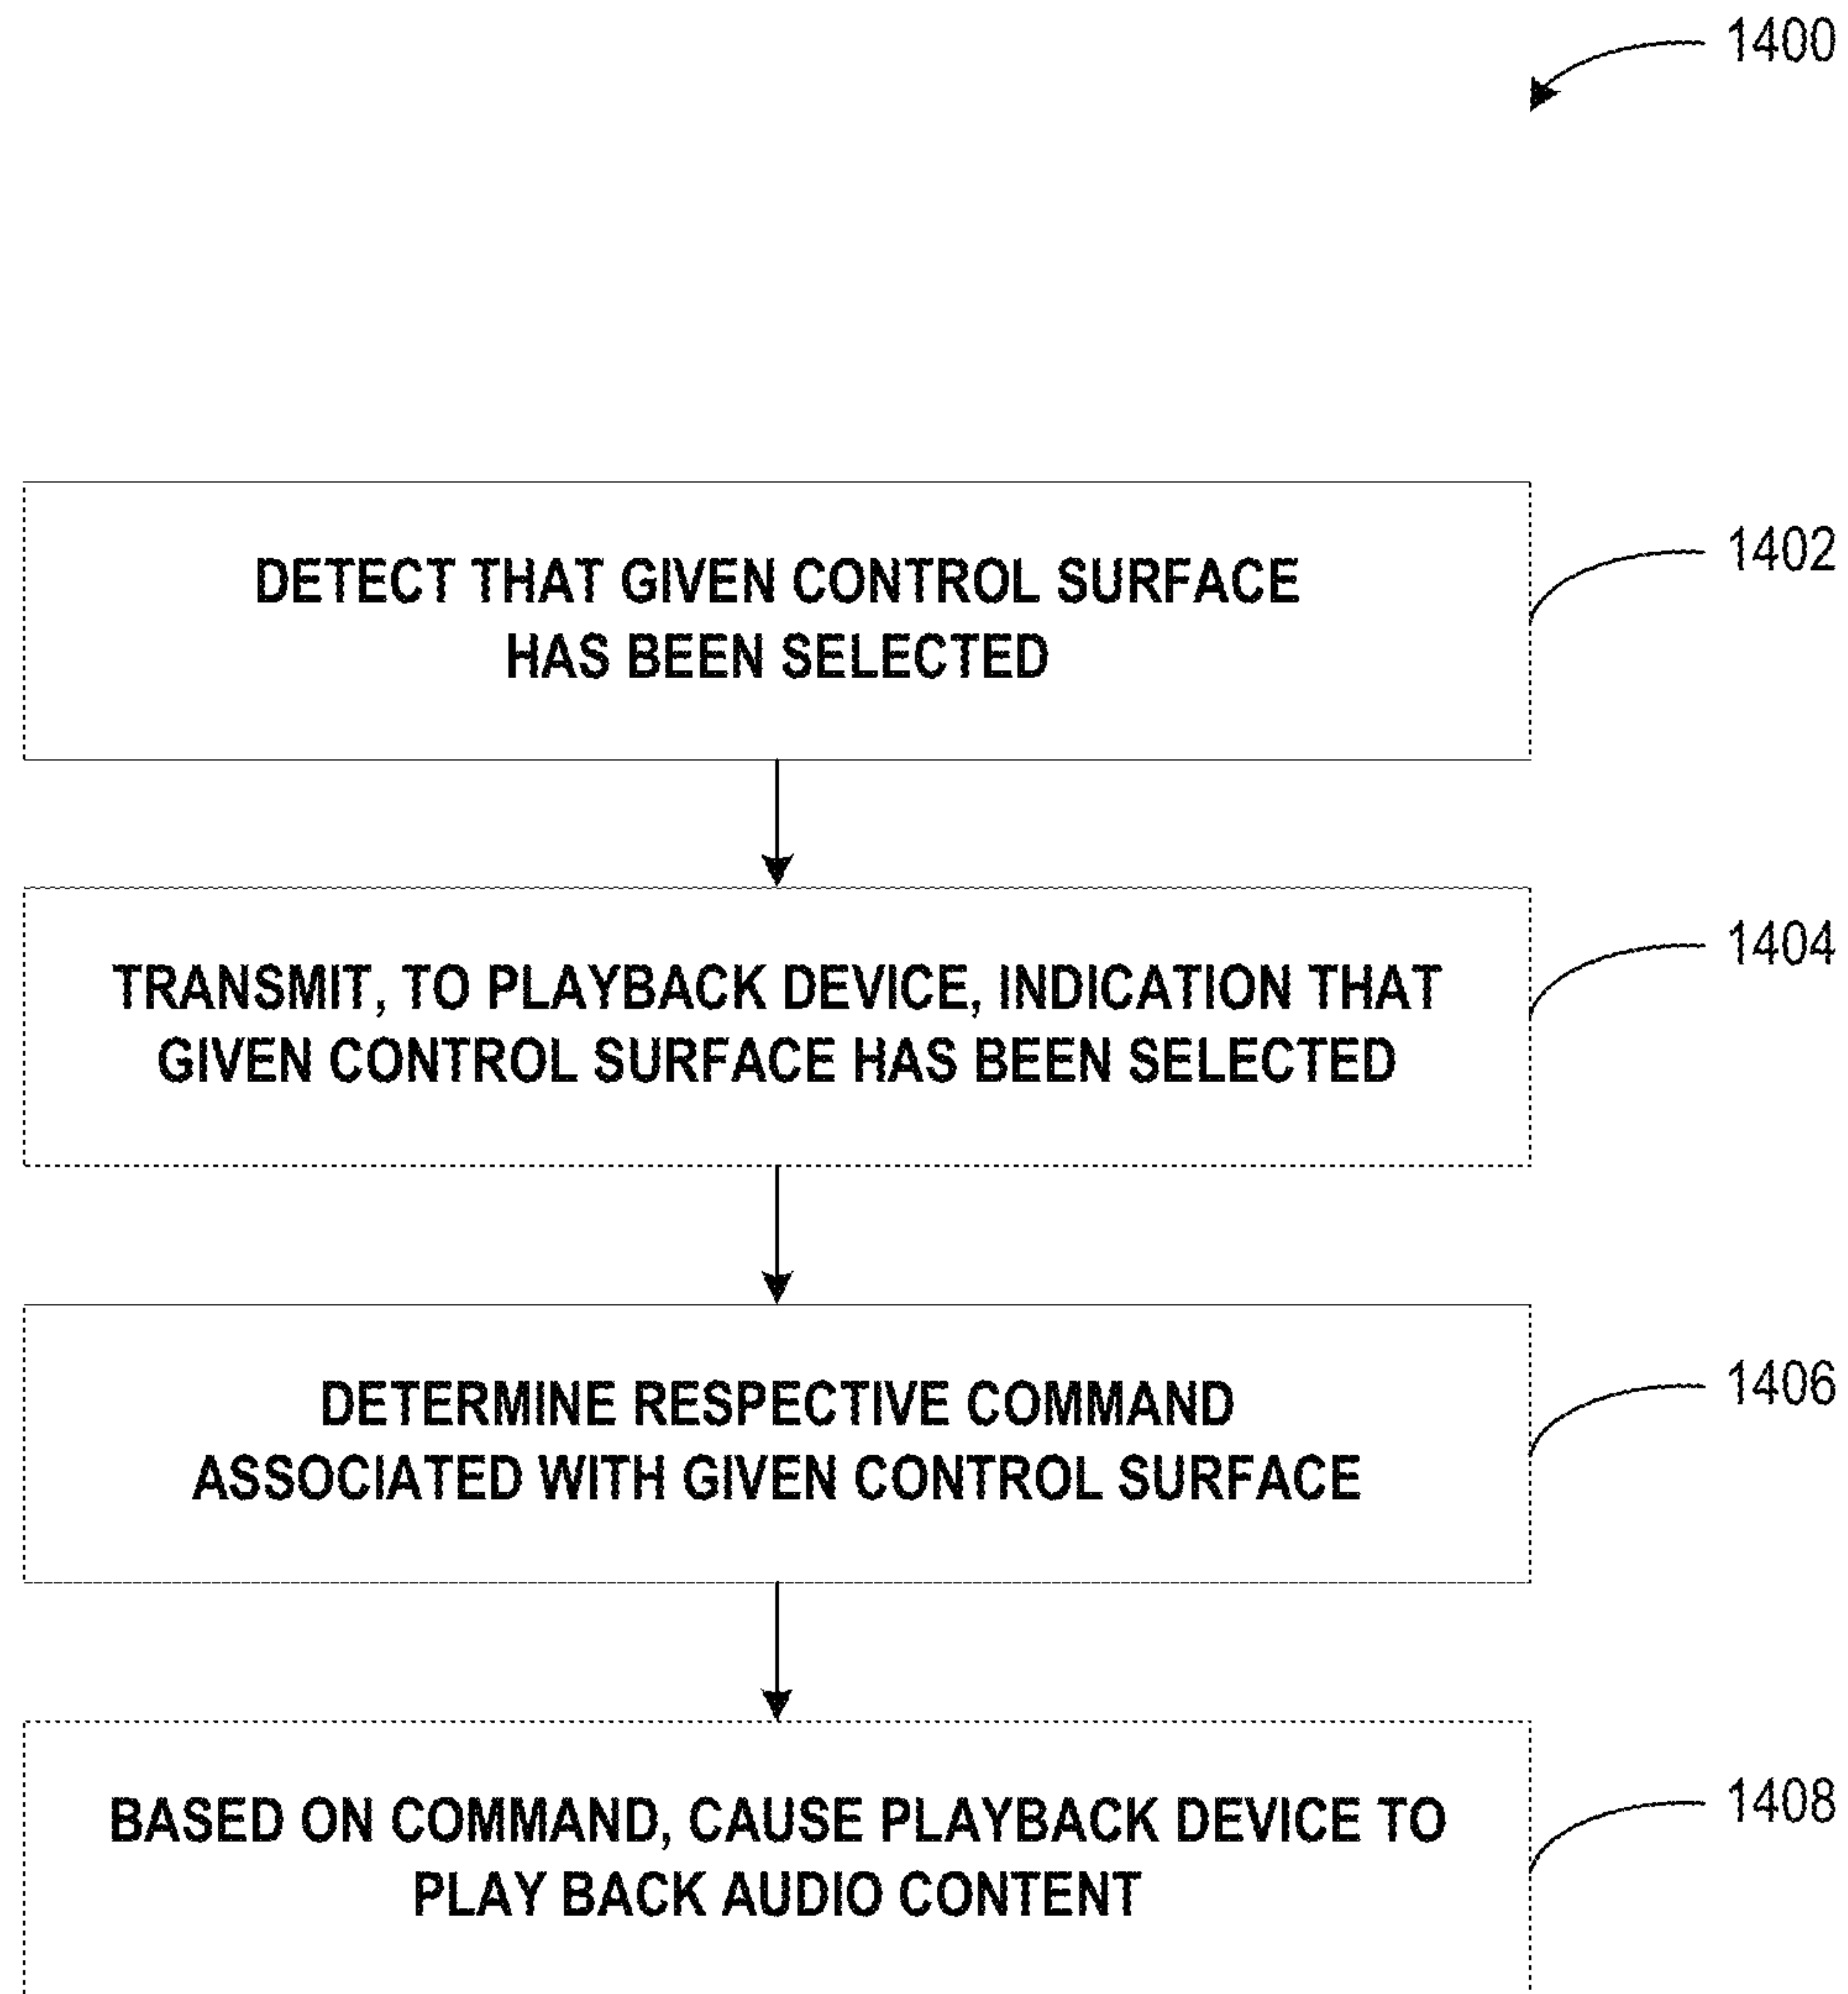 1400
DETECT THAT GIVEN CONTROL SURFACE
HAS BEEN SELECTED
1402
TRANSMIT, TO PLAYBACK DEVICE, INDICATION THAT
GIVEN CONTROL SURFACE HAS BEEN SELECTED
1404
DETERMINE RESPECTIVE COMMAND
ASSOCIATED WITH GIVEN CONTROL SURFACE
1406
BASED ON COMMAND, CAUSE PLAYBACK DEVICE TO
PLAY BACK AUDIO CONTENT
1408